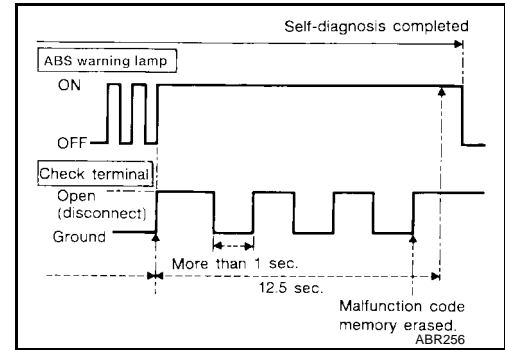 Self-diagnosis completed
ABS warning lamp
ON
OFF
Check terminal
Open
(disconnect)
Ground
More than 1 sec.
12.5 sec.
Malfunction code
memory erased.
ABR256